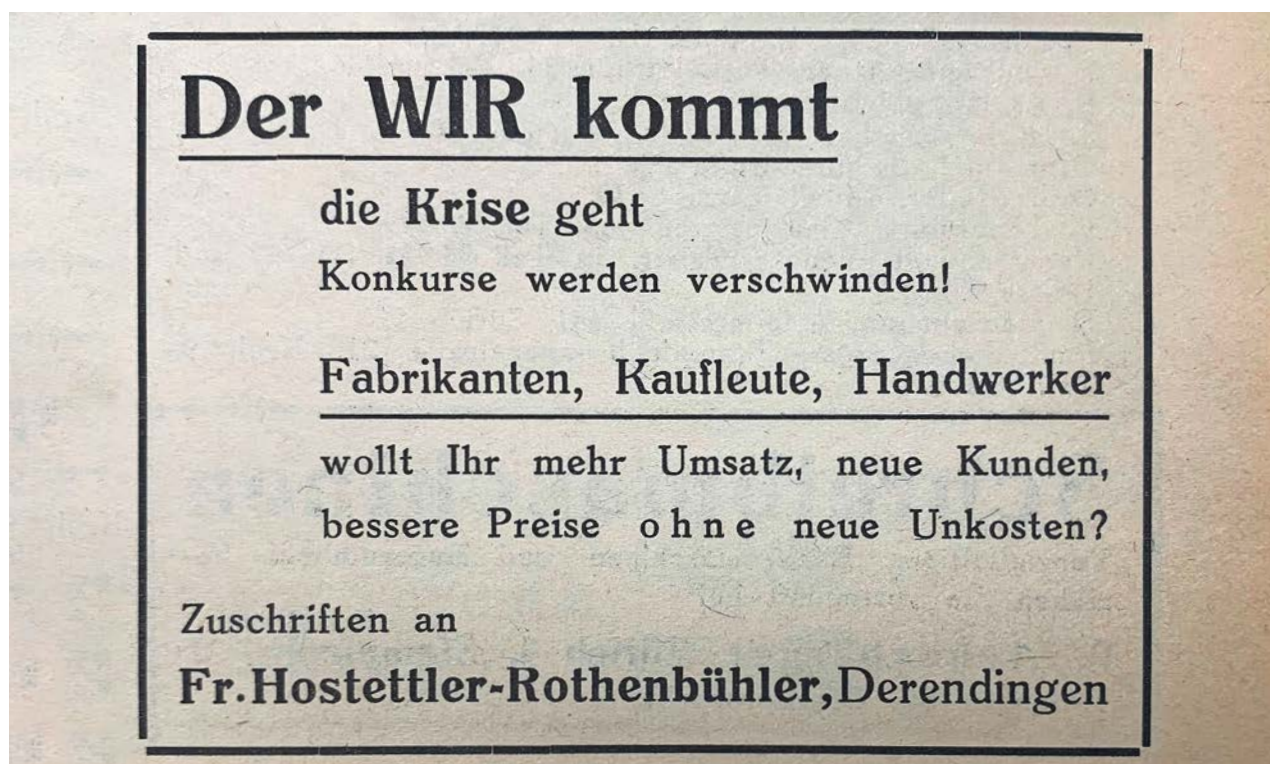 Der WIR kommt
die Krise geht
Konkurse werden verschwinden!
Fabrikanten, Kaufleute, Handwerker
wollt Ihr mehr Umsatz, neue Kunden,
bessere Preise ohne neue Unkosten?
Zuschriften an
Fr. Hostettler-Rothenbühler, Derendingen